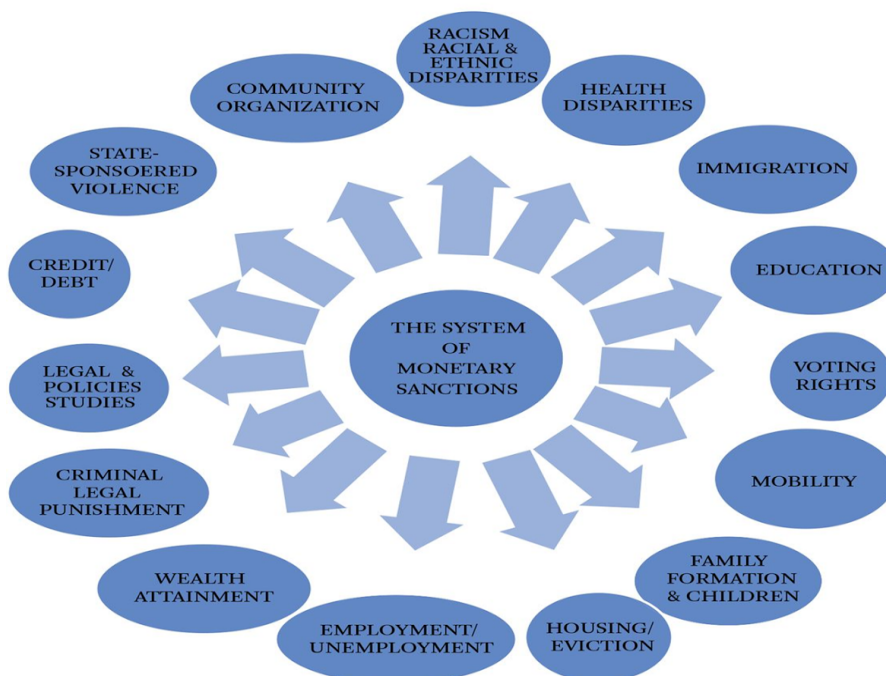 RACISM
RACIAL &
ETHNIC
DISPARITIES
HEALTH
DISPARITIES
IMMIGRATION
EDUCATION
VOTING
RIGHTS
MOBILITY
FAMILY
FORMATION
& CHILDREN
HOUSING/
EVICTION
EMPLOYMENT/
UNEMPLOYMENT
WEALTH
ATTAINMENT
CRIMINAL
LEGAL
PUNISHMENT
LEGAL &
POLICIES
STUDIES
CREDIT/
DEBT
STATE-
SPONSOERED
VIOLENCE
COMMUNITY
ORGANIZATION
THE SYSTEM
OF
MONETARY
SANCTIONS